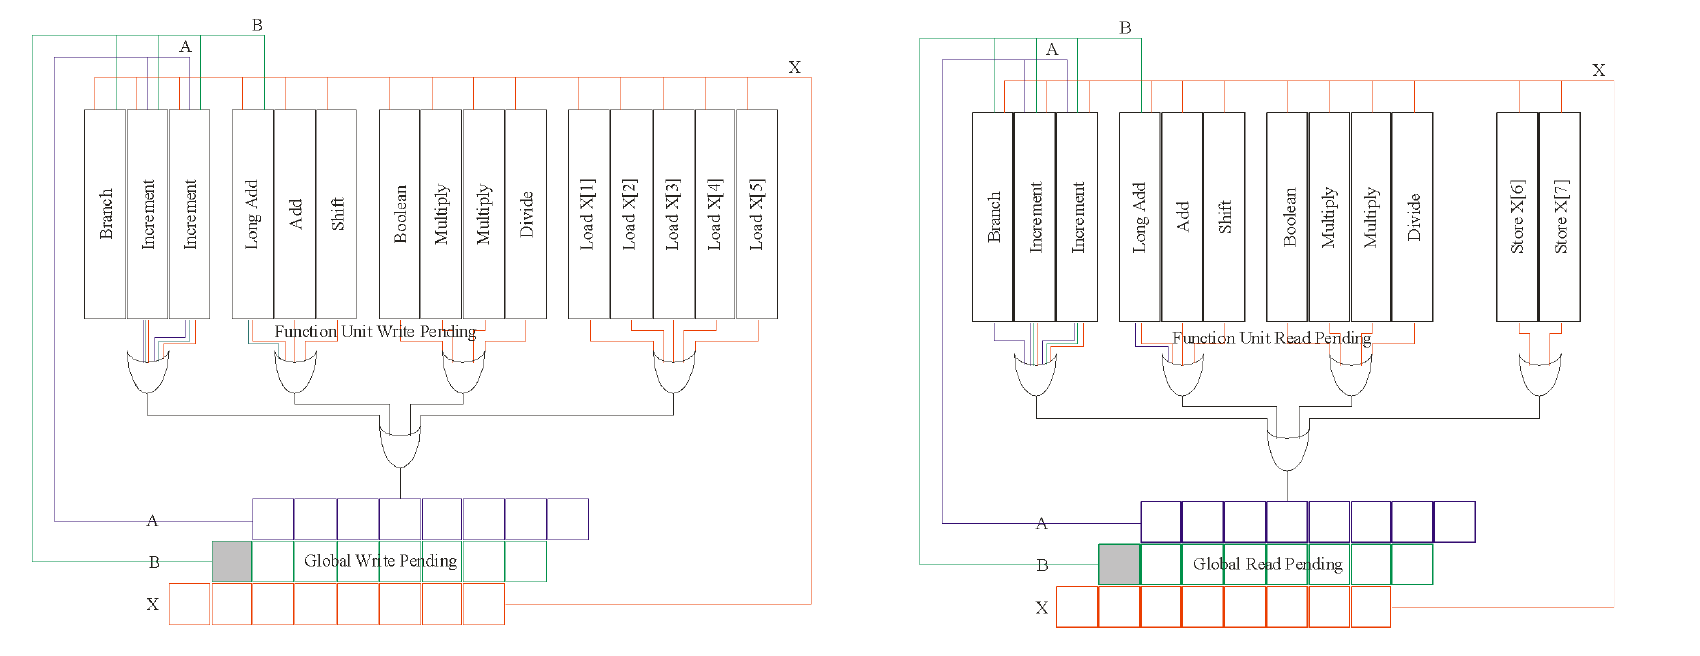 B
A
X
Branch
Increment
Increment
Long Add
Add
Shift
Boolean
Multiply
Multiply
Divide
Load X[1]
Load X[2]
Load X[3]
Load X[4]
Load X[5]
Function Unit Write Pending
A
B
Global Write Pending
X
B
A
X
Branch
Increment
Increment
Long Add
Add
Shift
Boolean
Multiply
Multiply
Divide
Store X[6]
Store X[7]
Function Unit Read Pending
A
B
Global Read Pending
X